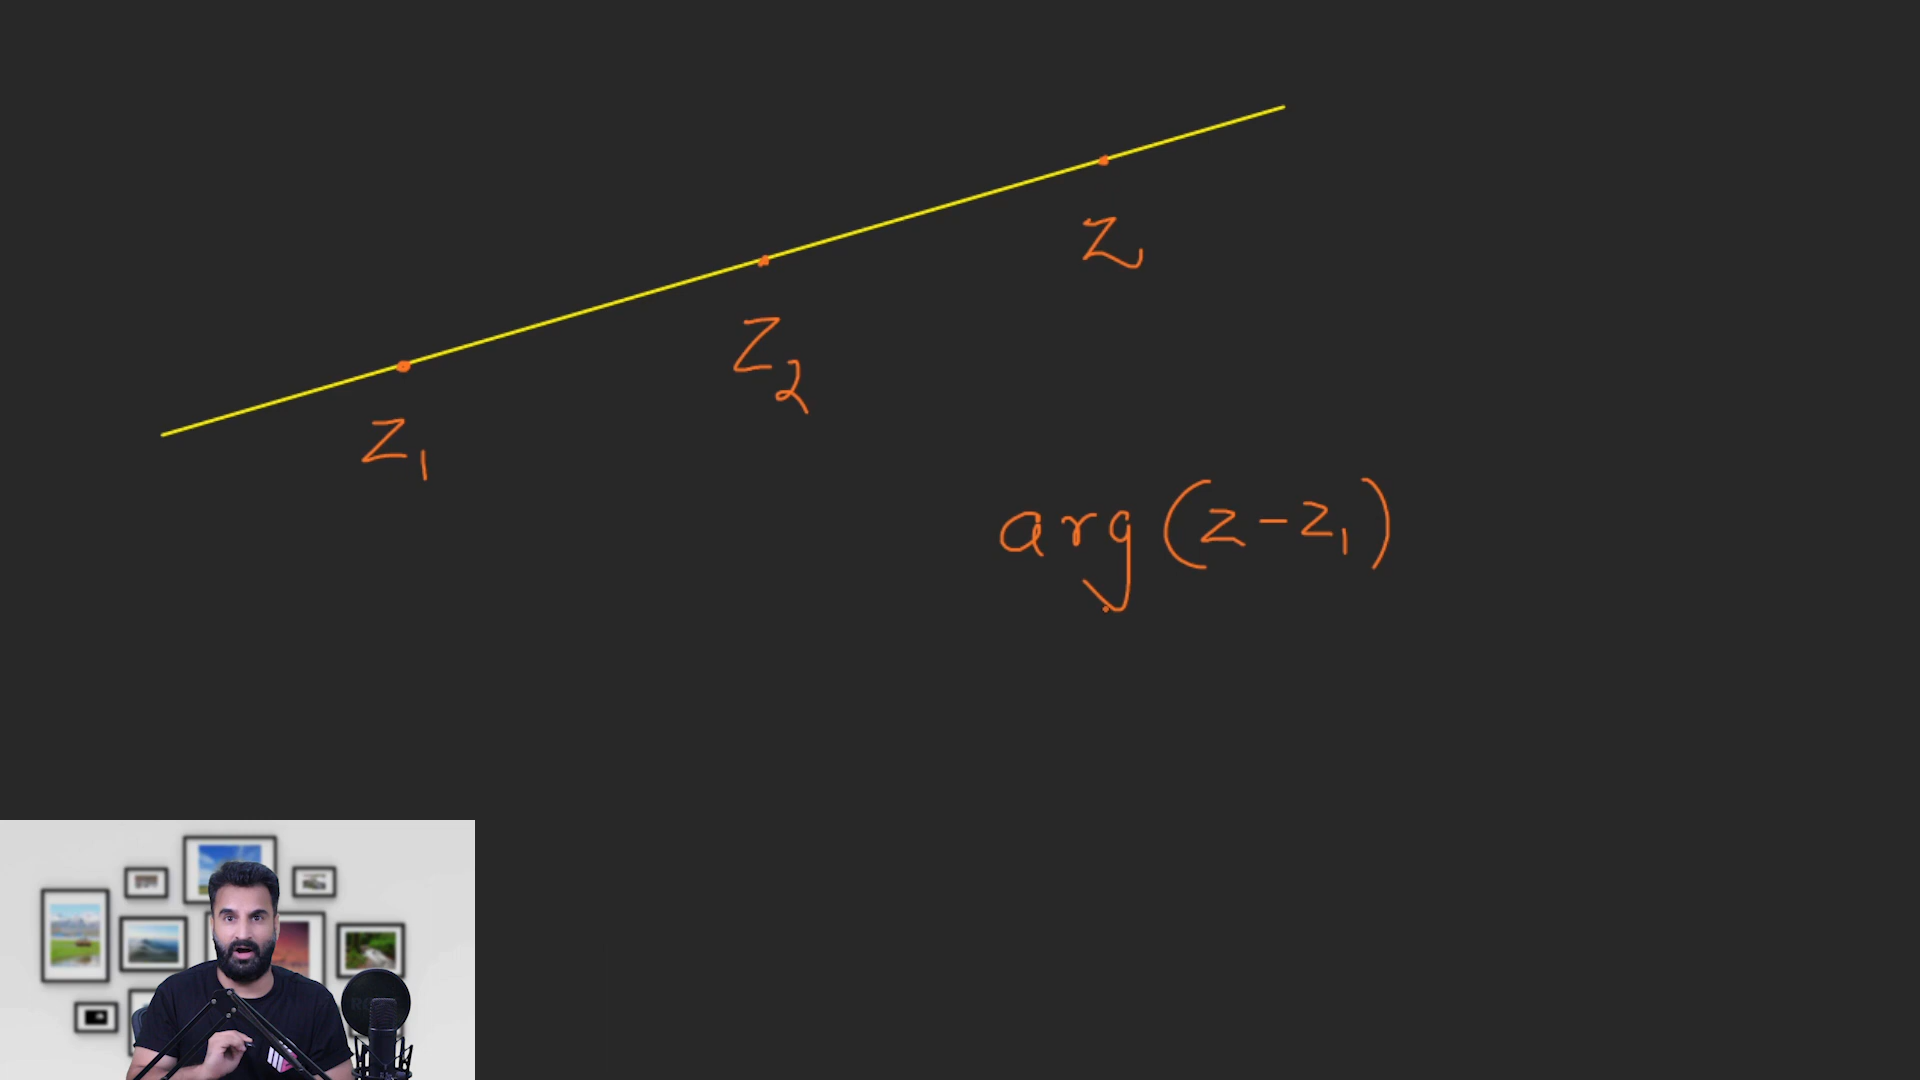 z
z₂
z₁
arg (z - z₁)